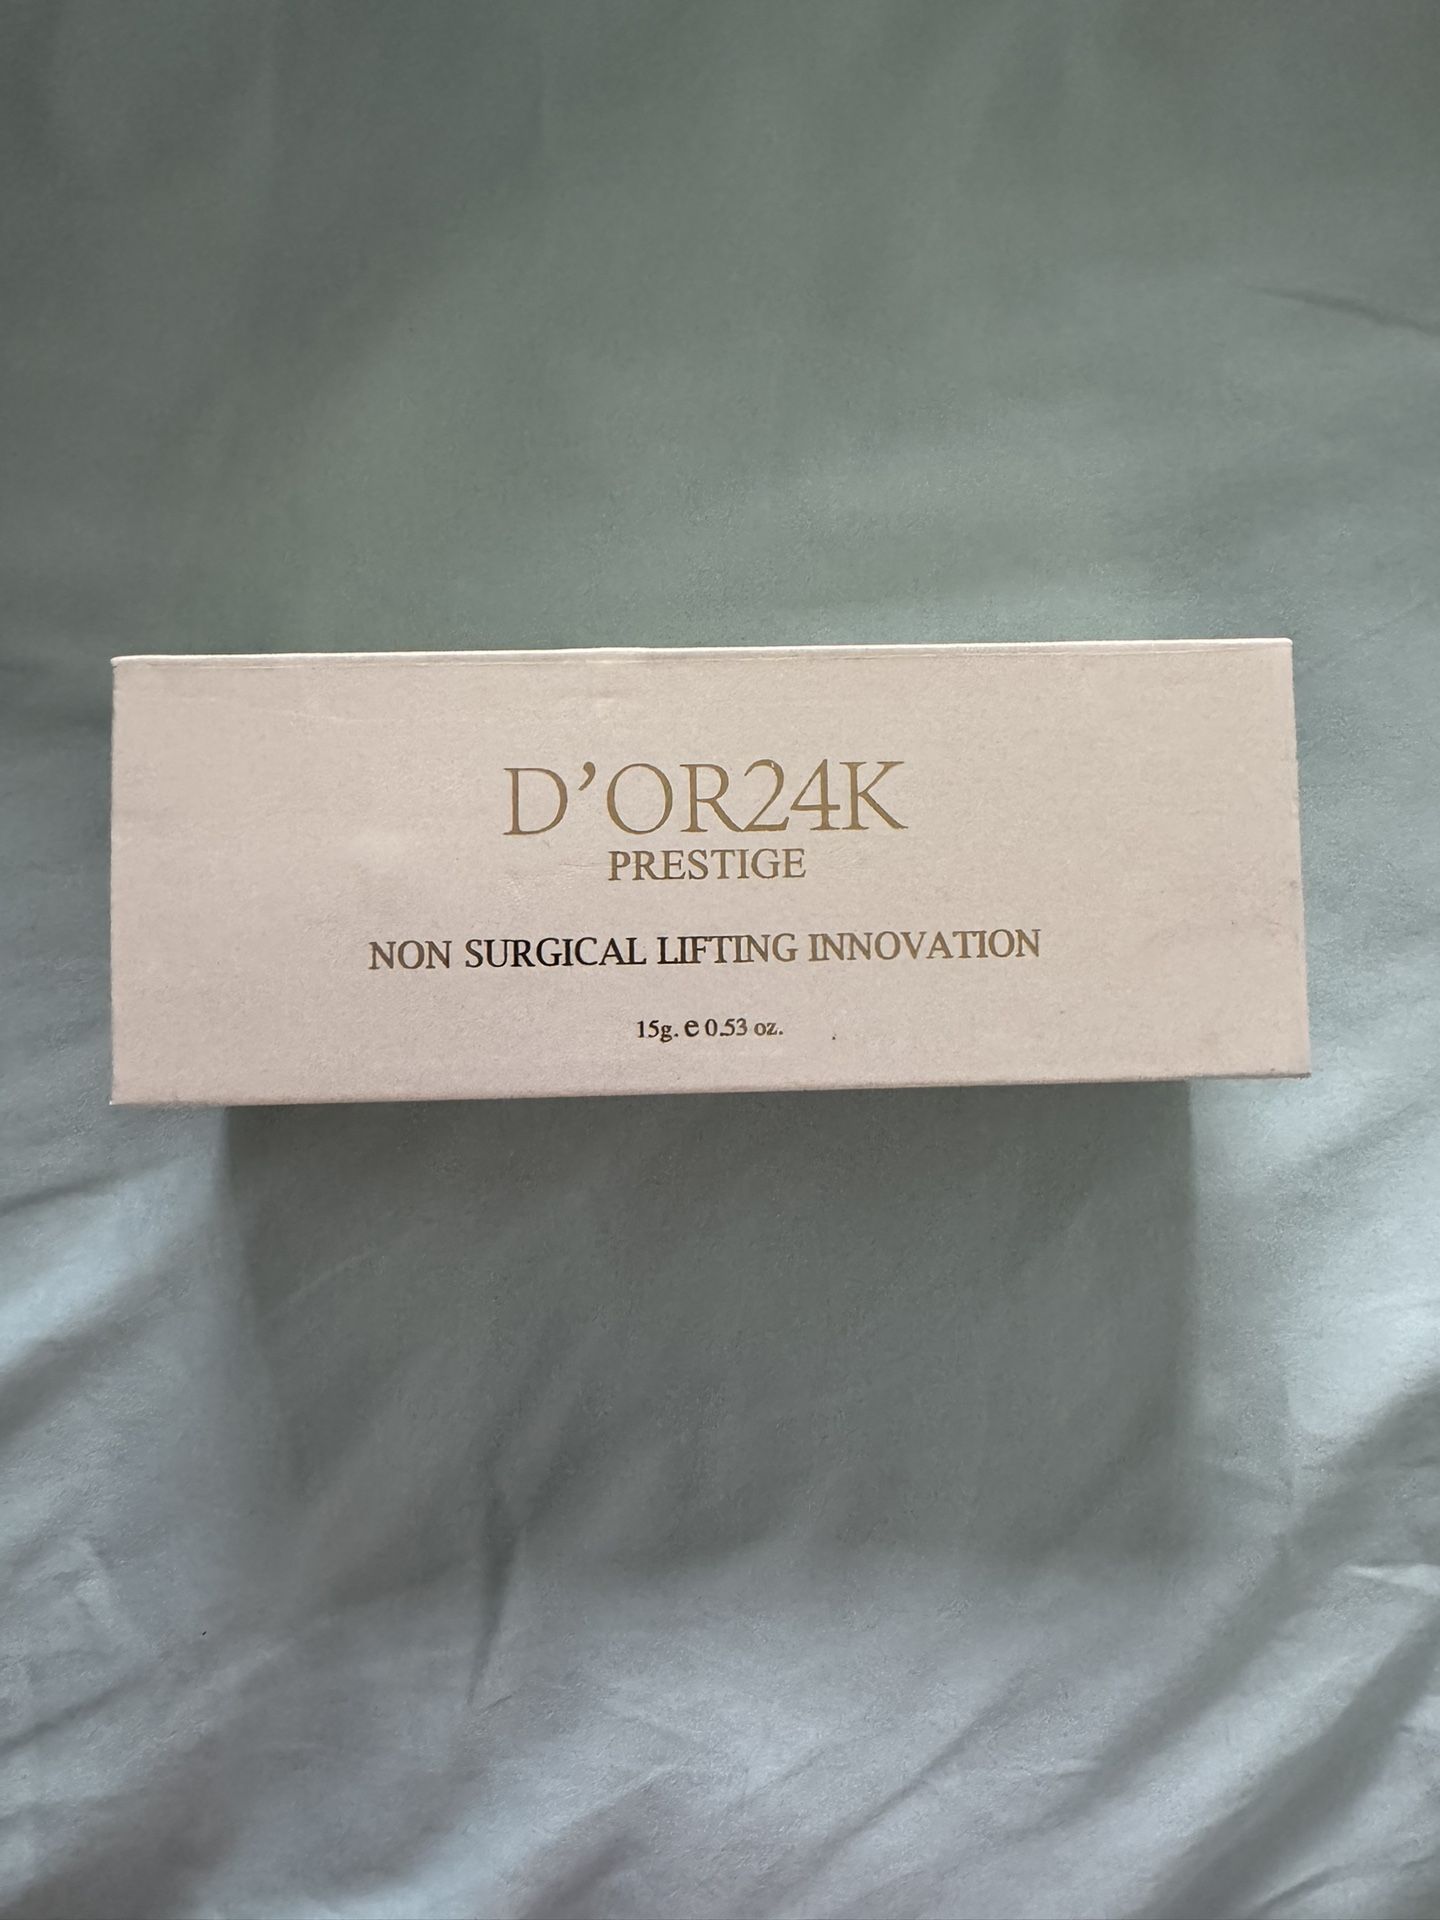 D’OR24K
PRESTIGE
NON SURGICAL LIFTING INNOVATION
15g. ℮ 0.53 oz.